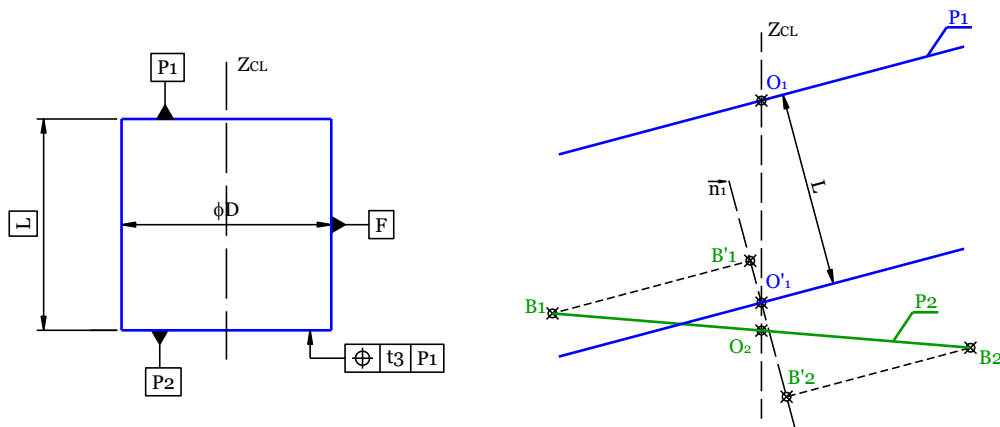 P1
ZCL
L
ϕD
F
P2
⌖ t3 P1
ZCL
P1
O1
L
n1
B'1
O'1
B1
P2
O2
B2
B'2